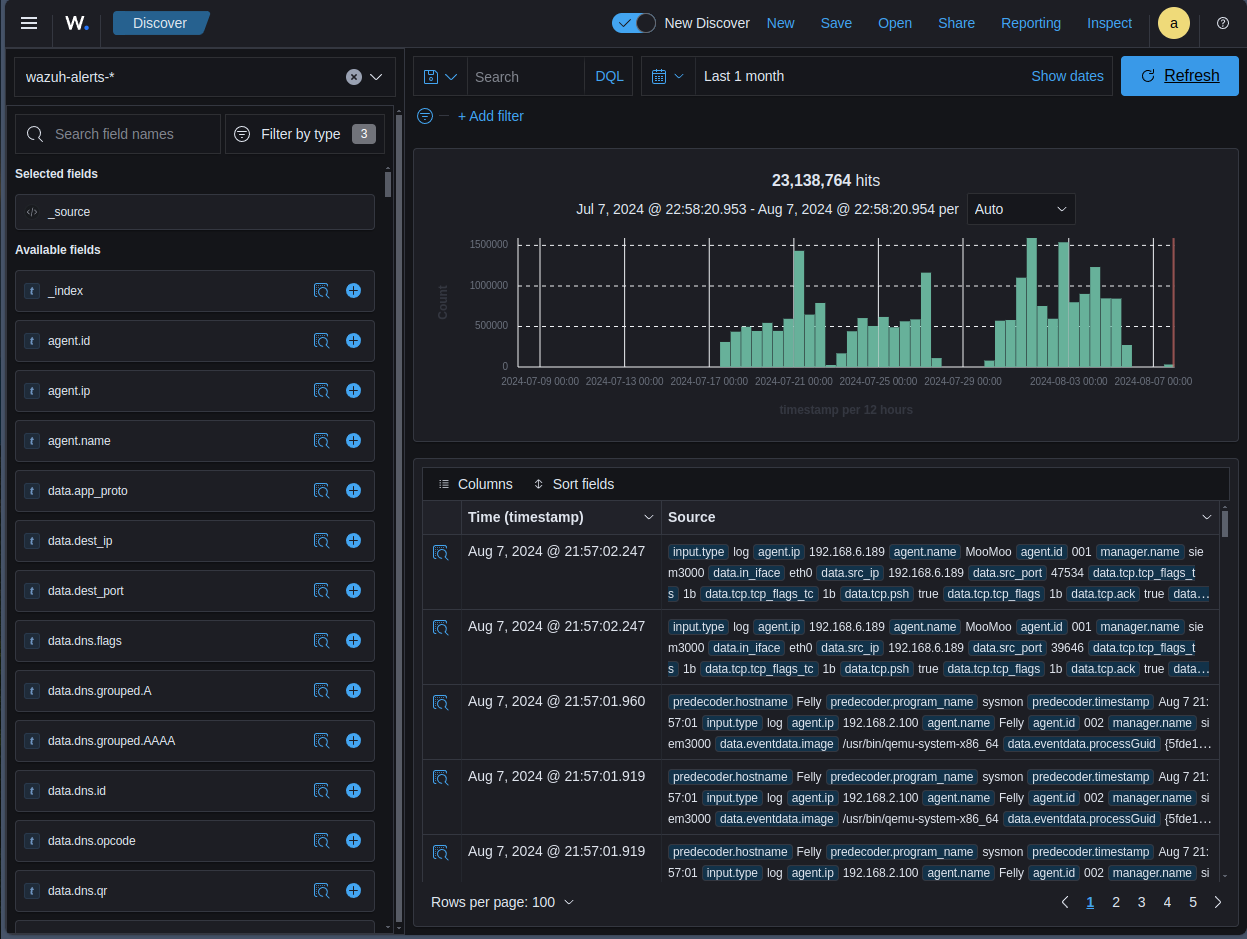 W.
Discover
New Discover
New
Save
Open
Share
Reporting
Inspect
a
wazuh-alerts-*
Search
DQL
Last 1 month
Show dates
Refresh
+ Add filter
Search field names
Filter by type 3
Selected fields
_source
Available fields
t _index
t agent.id
t agent.ip
t agent.name
t data.app_proto
t data.dest_ip
t data.dest_port
t data.dns.flags
t data.dns.grouped.A
t data.dns.grouped.AAAA
t data.dns.id
t data.dns.opcode
t data.dns.qr
23,138,764 hits
Jul 7, 2024 @ 22:58:20.953 - Aug 7, 2024 @ 22:58:20.954 per
Auto
1500000
1000000
500000
0
Count
2024-07-09 00:00 2024-07-13 00:00 2024-07-17 00:00 2024-07-21 00:00 2024-07-25 00:00 2024-07-29 00:00 2024-08-03 00:00 2024-08-07 00:00
timestamp per 12 hours
Columns
Sort fields
Time (timestamp)
Source
Aug 7, 2024 @ 21:57:02.247
input.type log agent.ip 192.168.6.189 agent.name MooMoo agent.id 001 manager.name sie
m3000 data.in_iface eth0 data.src_ip 192.168.6.189 data.src_port 47534 data.tcp.tcp_flags_t
s 1b data.tcp.tcp_flags_tc 1b data.tcp.psh true data.tcp.tcp_flags 1b data.tcp.ack true data…
Aug 7, 2024 @ 21:57:02.247
input.type log agent.ip 192.168.6.189 agent.name MooMoo agent.id 001 manager.name sie
m3000 data.in_iface eth0 data.src_ip 192.168.6.189 data.src_port 39646 data.tcp.tcp_flags_t
s 1b data.tcp.tcp_flags_tc 1b data.tcp.psh true data.tcp.tcp_flags 1b data.tcp.ack true data…
Aug 7, 2024 @ 21:57:01.960
predecoder.hostname Felly predecoder.program_name sysmon predecoder.timestamp Aug 7 21:
57:01 input.type log agent.ip 192.168.2.100 agent.name Felly agent.id 002 manager.name si
em3000 data.eventdata.image /usr/bin/qemu-system-x86_64 data.eventdata.processGuid {5fde1…
Aug 7, 2024 @ 21:57:01.919
predecoder.hostname Felly predecoder.program_name sysmon predecoder.timestamp Aug 7 21:
57:01 input.type log agent.ip 192.168.2.100 agent.name Felly agent.id 002 manager.name si
em3000 data.eventdata.image /usr/bin/qemu-system-x86_64 data.eventdata.processGuid {5fde1…
Aug 7, 2024 @ 21:57:01.919
predecoder.hostname Felly predecoder.program_name sysmon predecoder.timestamp Aug 7 21:
57:01 input.type log agent.ip 192.168.2.100 agent.name Felly agent.id 002 manager.name si
Rows per page: 100
1 2 3 4 5